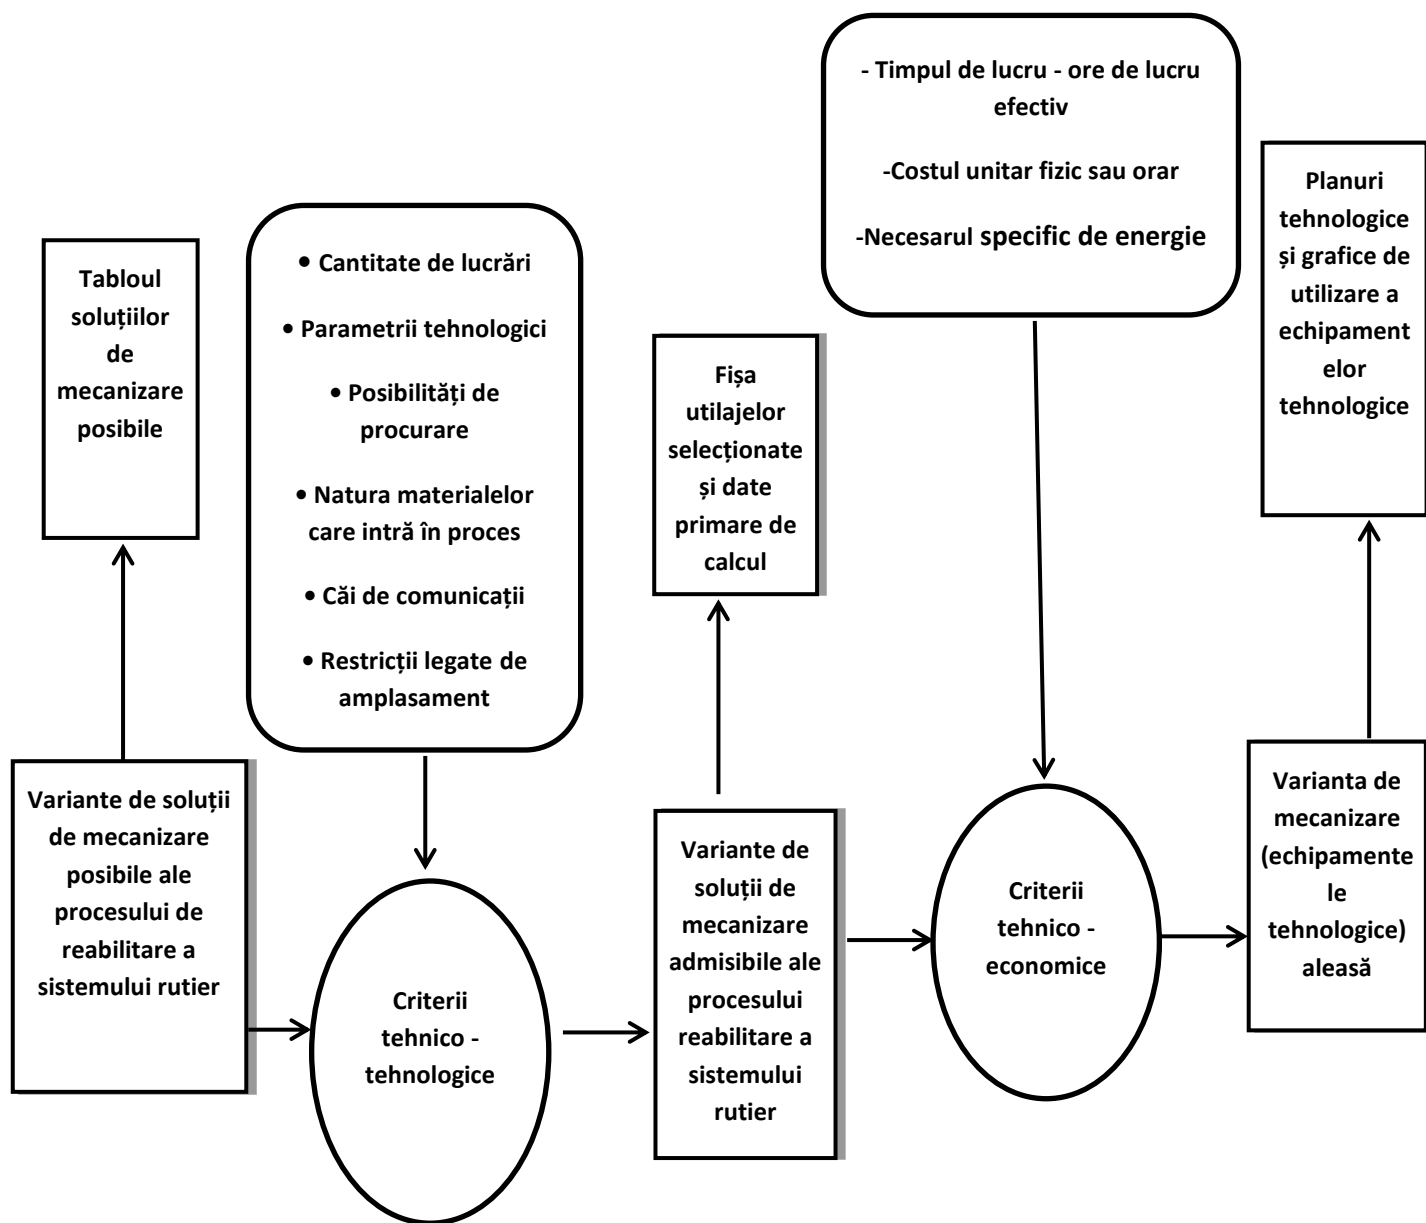 - Timpul de lucru - ore de lucru
efectiv
-Costul unitar fizic sau orar
-Necesarul specific de energie
Planuri
tehnologice
și grafice de
utilizare a
echipament
elor
tehnologice
Tabloul
soluțiilor
de
mecanizare
posibile
• Cantitate de lucrări
• Parametrii tehnologici
• Posibilități de
procurare
• Natura materialelor
care intră în proces
• Căi de comunicații
• Restricții legate de
amplasament
Fișa
utilajelor
selecționate
și date
primare de
calcul
Variante de soluții
de mecanizare
posibile ale
procesului de
reabilitare a
sistemului rutier
Criterii
tehnico -
tehnologice
Variante de
soluții de
mecanizare
admisibile ale
procesului
reabilitare a
sistemului
rutier
Criterii
tehnico -
economice
Varianta de
mecanizare
(echipamente
le
tehnologice)
aleasă